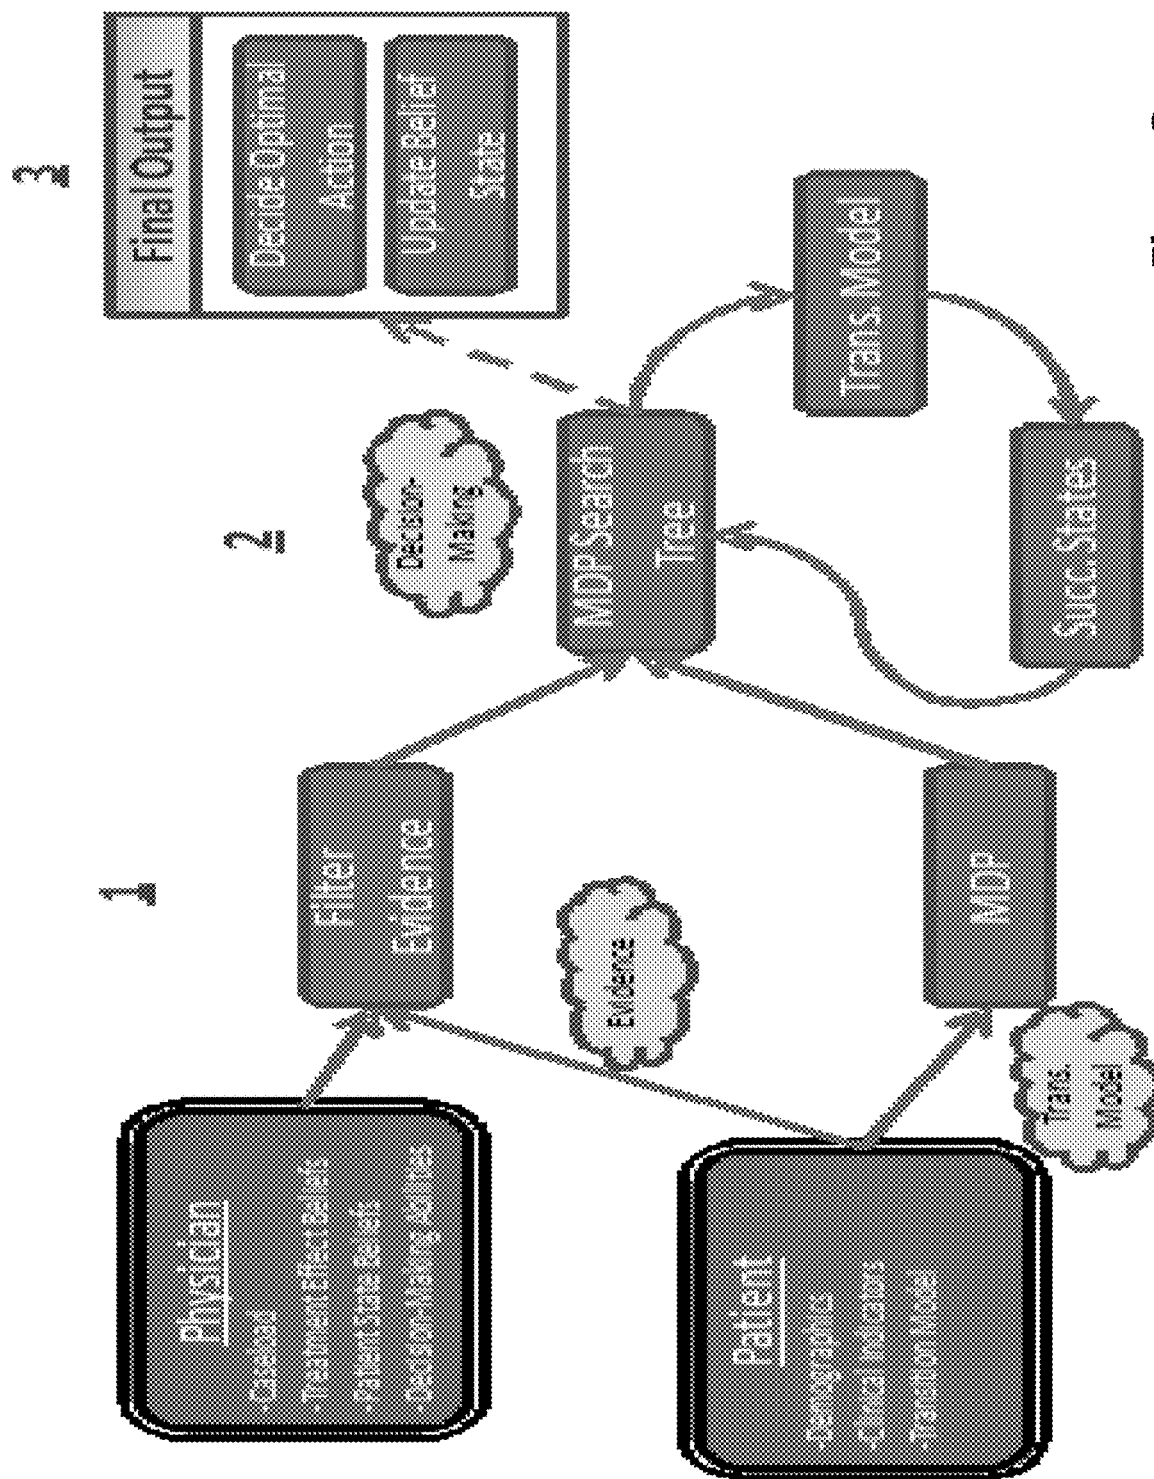 1
2
3
Physician
-Caseload
-Treatment Effect Beliefs
-Patient State Beliefs
-Decision-Making Abilities
Patient
-Demographics
-Clinical Indicators
-Transition Model
Filter
Evidence
Evidence
MDP
Trans.
Model
Decision-
Making
MDP Search
Tree
Trans. Model
Succ. States
Final Output
Decide Optimal
Action
Update Belief
State